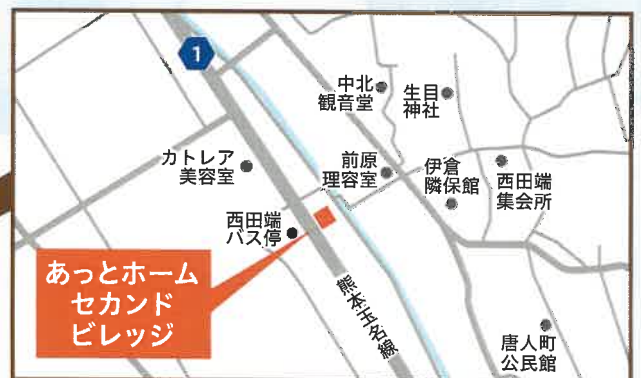 1
中北
観音堂
生目
神社
カトレア
美容室
前原
理容室
伊倉
隣保館
西田端
集会所
西田端
バス停
あっとホーム
セカンド
ビレッジ
熊本玉名線
唐人町
公民館